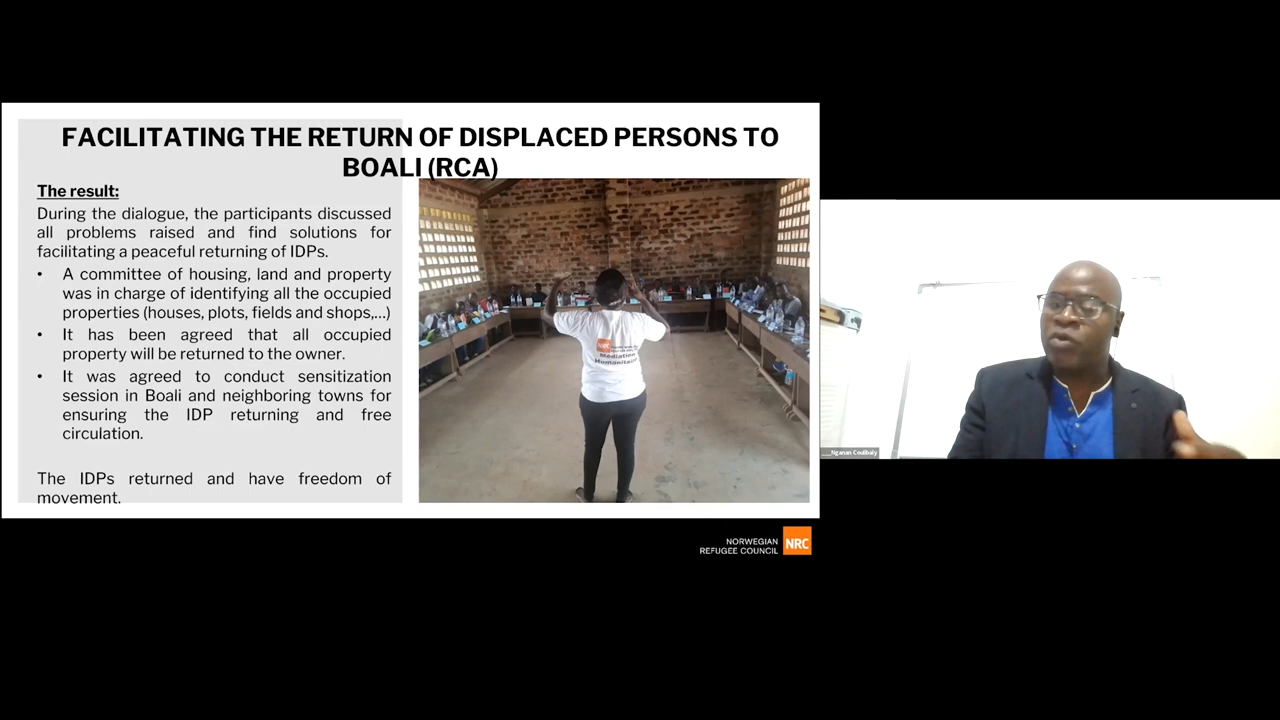 FACILITATING THE RETURN OF DISPLACED PERSONS TO
BOALI (RCA)
The result:
During the dialogue, the participants discussed
all problems raised and find solutions for
facilitating a peaceful returning of IDPs.
• A committee of housing, land and property
was in charge of identifying all the occupied
properties (houses, plots, fields and shops,...)
• It has been agreed that all occupied
property will be returned to the owner.
• It was agreed to conduct sensitization
session in Boali and neighboring towns for
ensuring the IDP returning and free
circulation.
The IDPs returned and have freedom of
movement.
NRC
Médiation
Humanitaire
Nganan Coulibaly
NORWEGIAN
REFUGEE COUNCIL
NRC